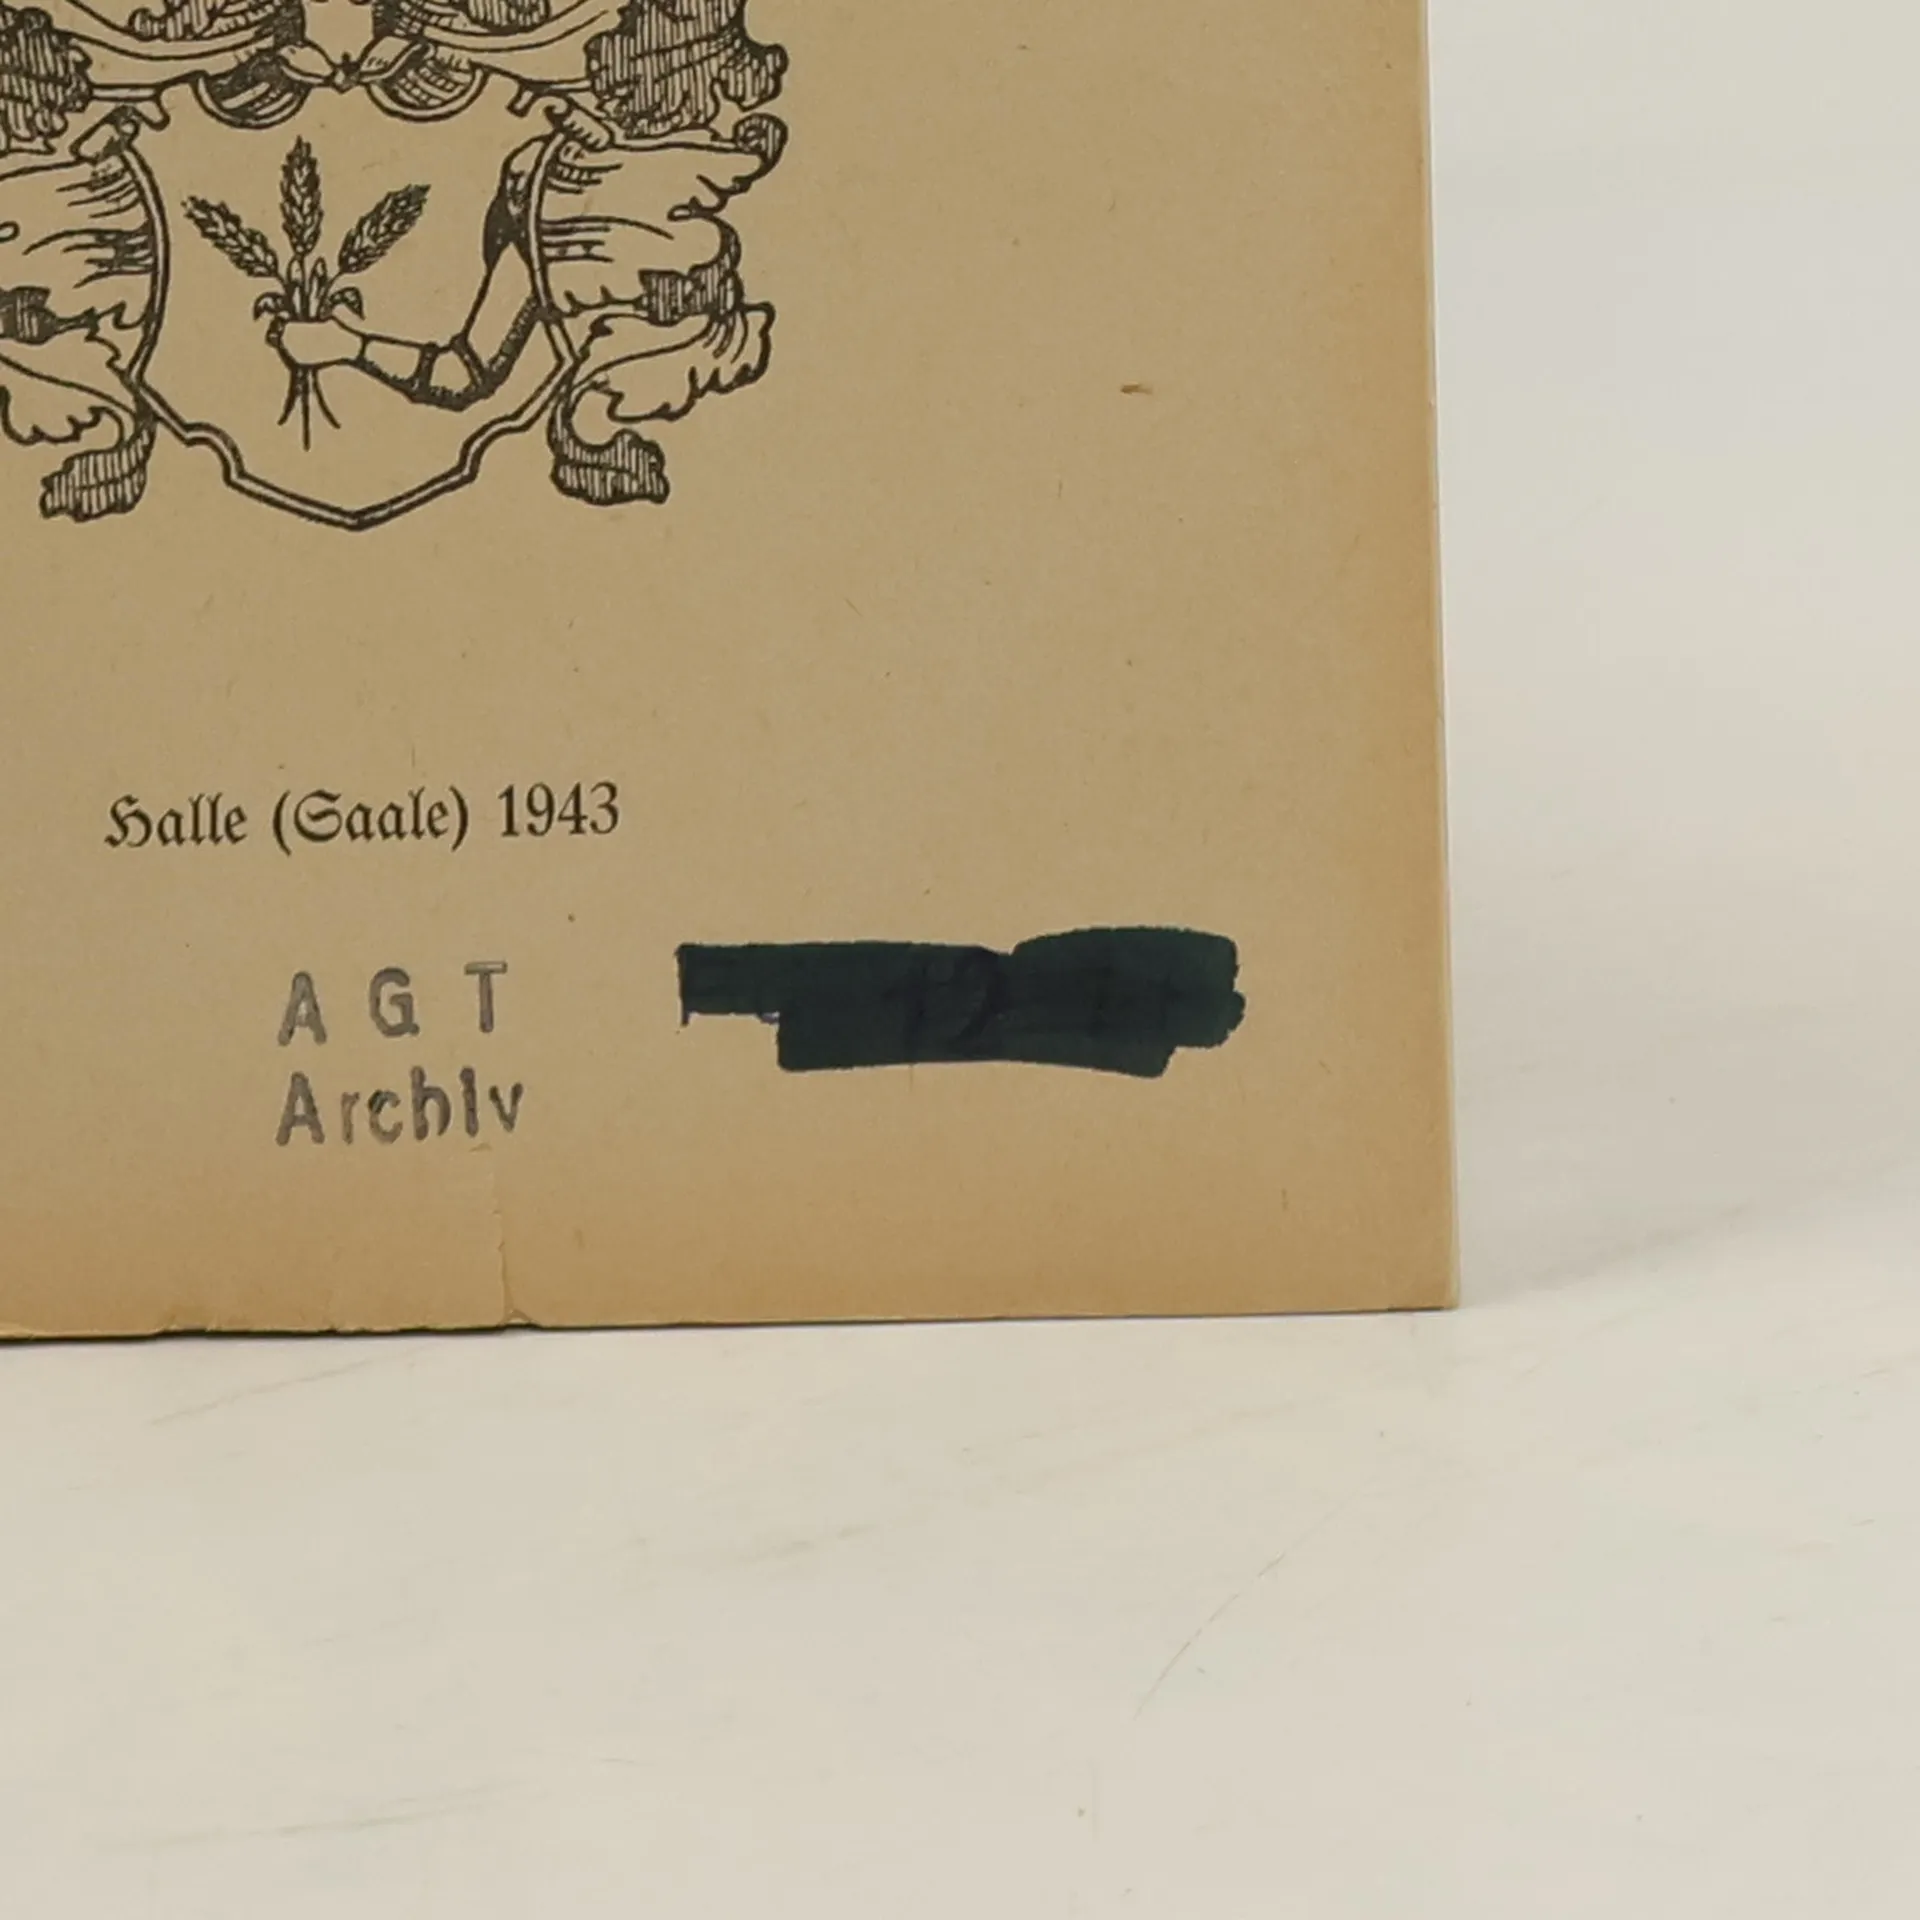 Halle (Saale) 1943
A G T
Archiv